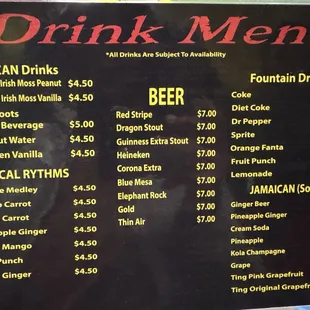 Drink Men
*All Drinks Are Subject To Availability
CAN Drinks
Irish Moss Peanut $4.50
Irish Moss Vanilla $4.50
oots
Beverage $5.00
ut Water $4.50
en Vanilla $4.50
CAL RYTHMS
e Medley $4.50
o Carrot $4.50
Carrot $4.50
pple Ginger $4.50
Mango $4.50
Punch $4.50
Ginger $4.50
BEER
Red Stripe $7.00
Dragon Stout $7.00
Guinness Extra Stout $7.00
Heineken $7.00
Corona Extra $7.00
Blue Mesa $7.00
Elephant Rock $7.00
Gold $7.00
Thin Air $7.00
Fountain Dr
Coke
Diet Coke
Dr Pepper
Sprite
Orange Fanta
Fruit Punch
Lemonade
JAMAICAN (So
Ginger Beer
Pineapple Ginger
Cream Soda
Pineapple
Kola Champagne
Grape
Ting Pink Grapefruit
Ting Original Grapef